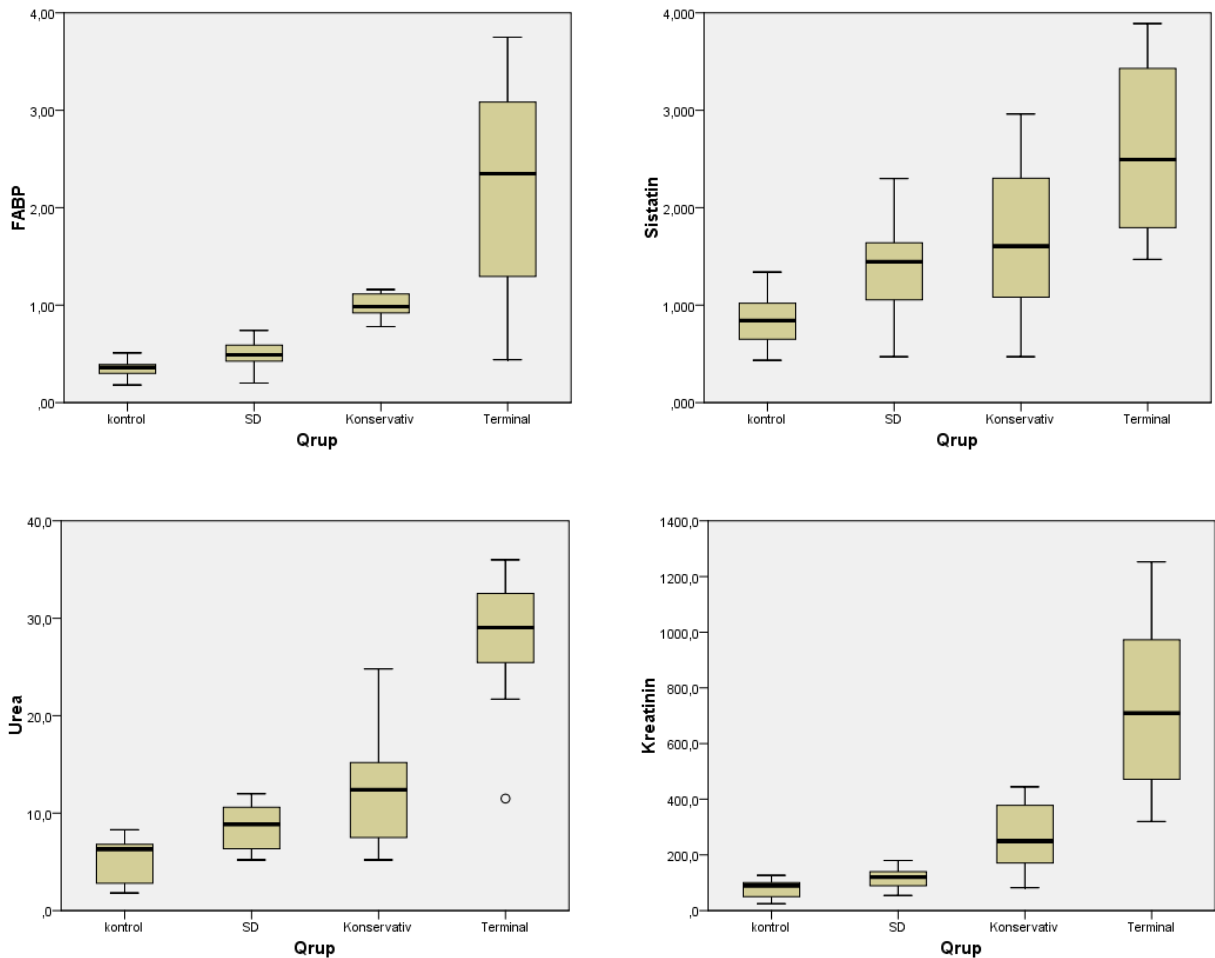 4,00
3,00
2,00
1,00
,00
FABP
kontrol SD Konservativ Terminal
Qrup
4,000
3,000
2,000
1,000
,000
Sistatin
kontrol SD Konservativ Terminal
Qrup
40,0
30,0
20,0
10,0
,0
Urea
kontrol SD Konservativ Terminal
Qrup
1400,0
1200,0
1000,0
800,0
600,0
400,0
200,0
,0
Kreatinin
kontrol SD Konservativ Terminal
Qrup